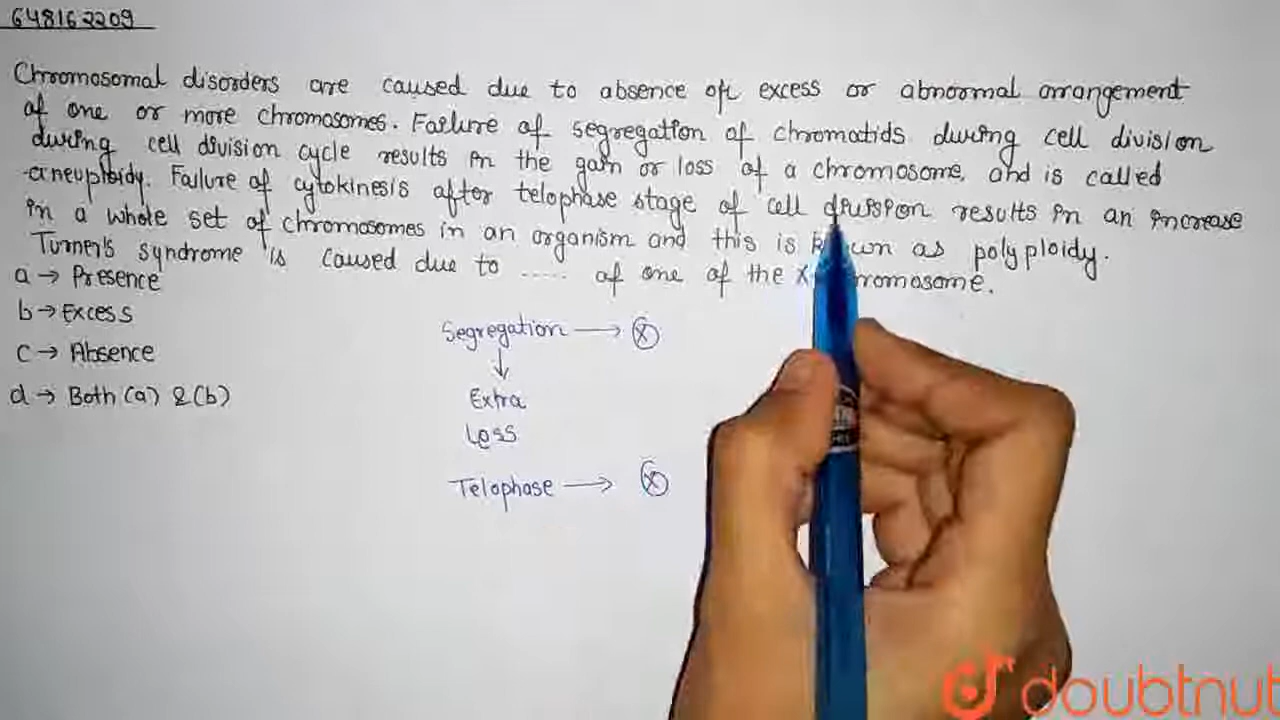 648162209
Chromosomal disorders are caused due to absence or excess or abnormal arrangement
of one or more chromosomes. Failure of segregation of chromatids during cell division
during cell division cycle results in the gain or loss of a chromosome, and is called
aneuploidy. Failure of cytokinesis after telophase stage of cell division results in an increase
in a whole set of chromosomes in an organism and this is known as polyploidy.
Turner's syndrome is caused due to ..... of one of the X chromosome.
a → Presence
b → Excess
c → Absence
d → Both (a) & (b)
Segregation → X
↓
Extra
Loss
Telophase → X
doubtnut